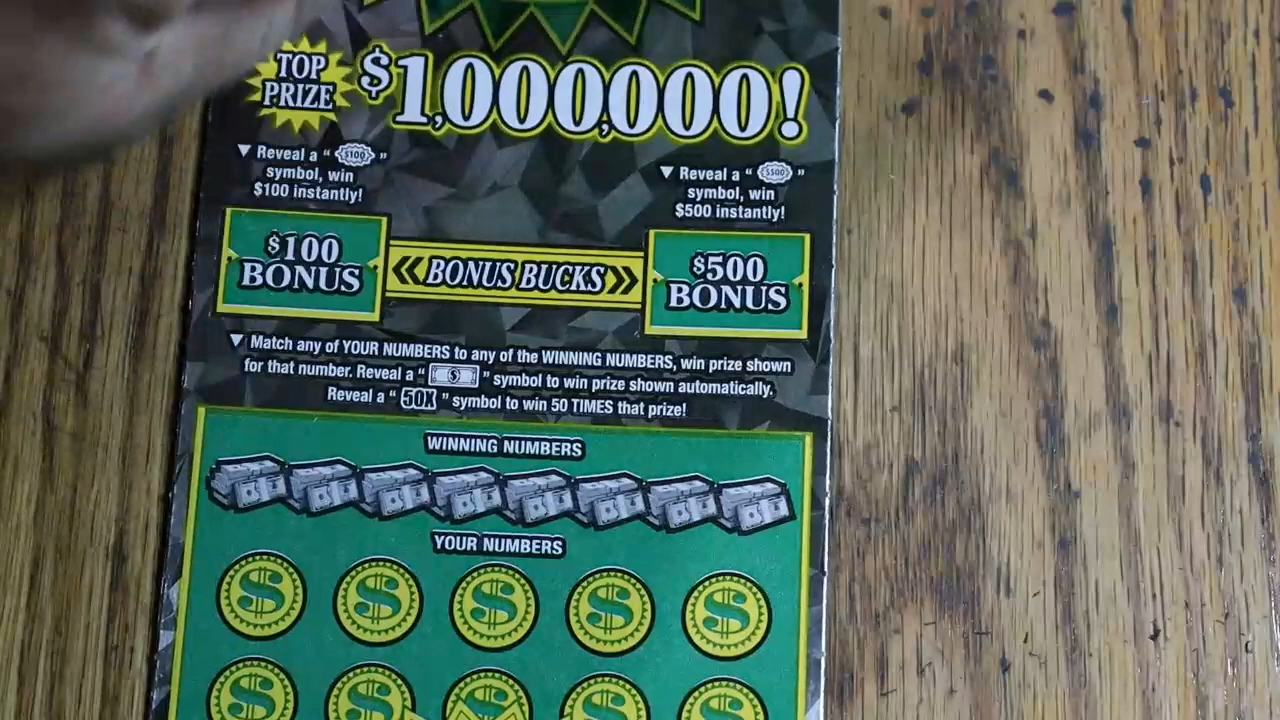 TOP
PRIZE
$1,000,000!
▼ Reveal a “ $100 ”
symbol, win
$100 instantly!
▼ Reveal a “ $500 ”
symbol, win
$500 instantly!
$100
BONUS
BONUS BUCKS
$500
BONUS
▼ Match any of YOUR NUMBERS to any of the WINNING NUMBERS, win prize shown
for that number. Reveal a “ $ ” symbol to win prize shown automatically.
Reveal a “ 50X ” symbol to win 50 TIMES that prize!
WINNING NUMBERS
YOUR NUMBERS
$ $ $ $ $
$ $ $ $ $